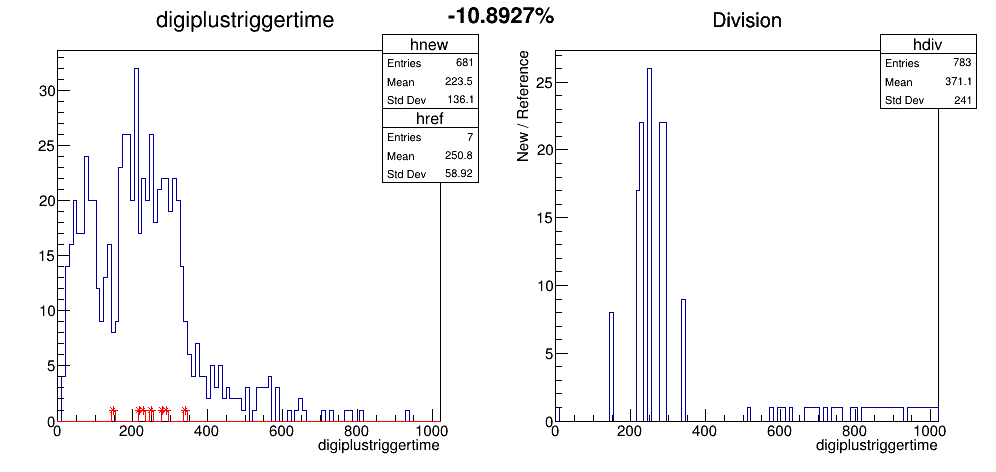 digiplustriggertime
-10.8927%
Division
hnew
Entries 681
Mean 223.5
Std Dev 136.1
href
Entries 7
Mean 250.8
Std Dev 58.92
30
25
20
15
10
5
0
0 200 400 600 800 1000
digiplustriggertime
hdiv
Entries 783
Mean 371.1
Std Dev 241
New / Reference
25
20
15
10
5
0
0 200 400 600 800 1000
digiplustriggertime